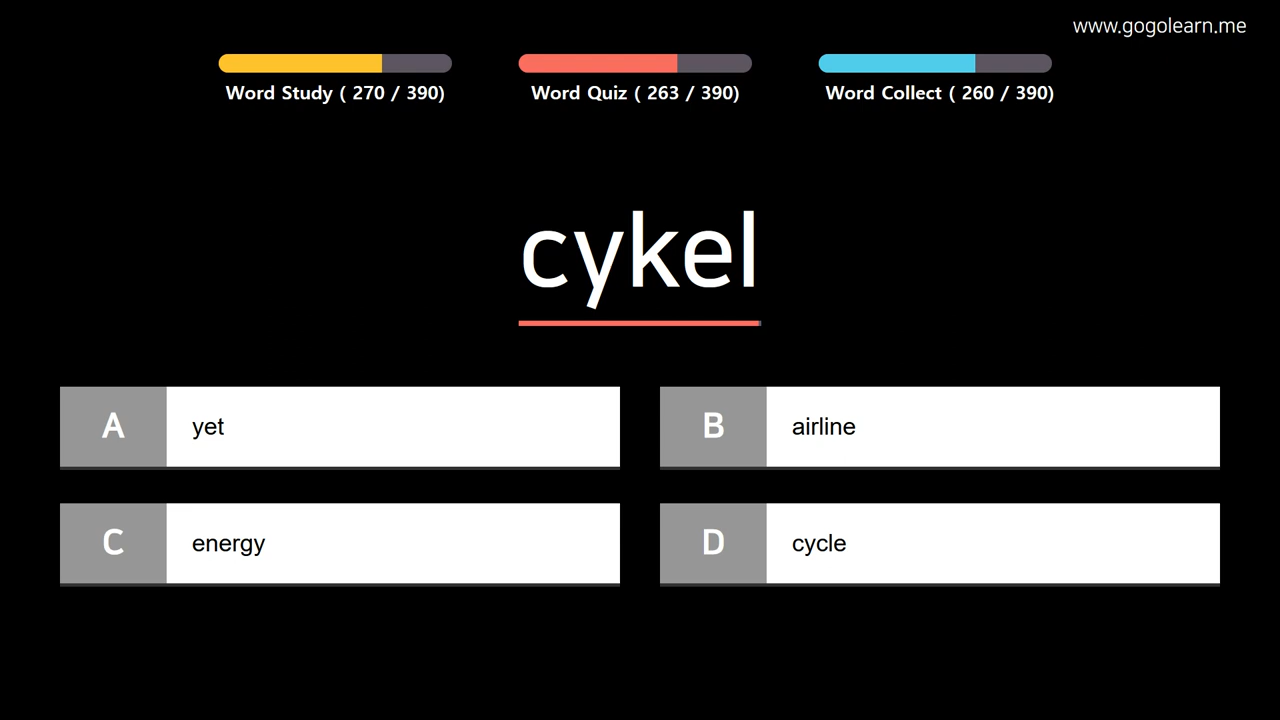 www.gogolearn.me
Word Study ( 270 / 390)
Word Quiz ( 263 / 390)
Word Collect ( 260 / 390)
cykel
A yet
B airline
C energy
D cycle